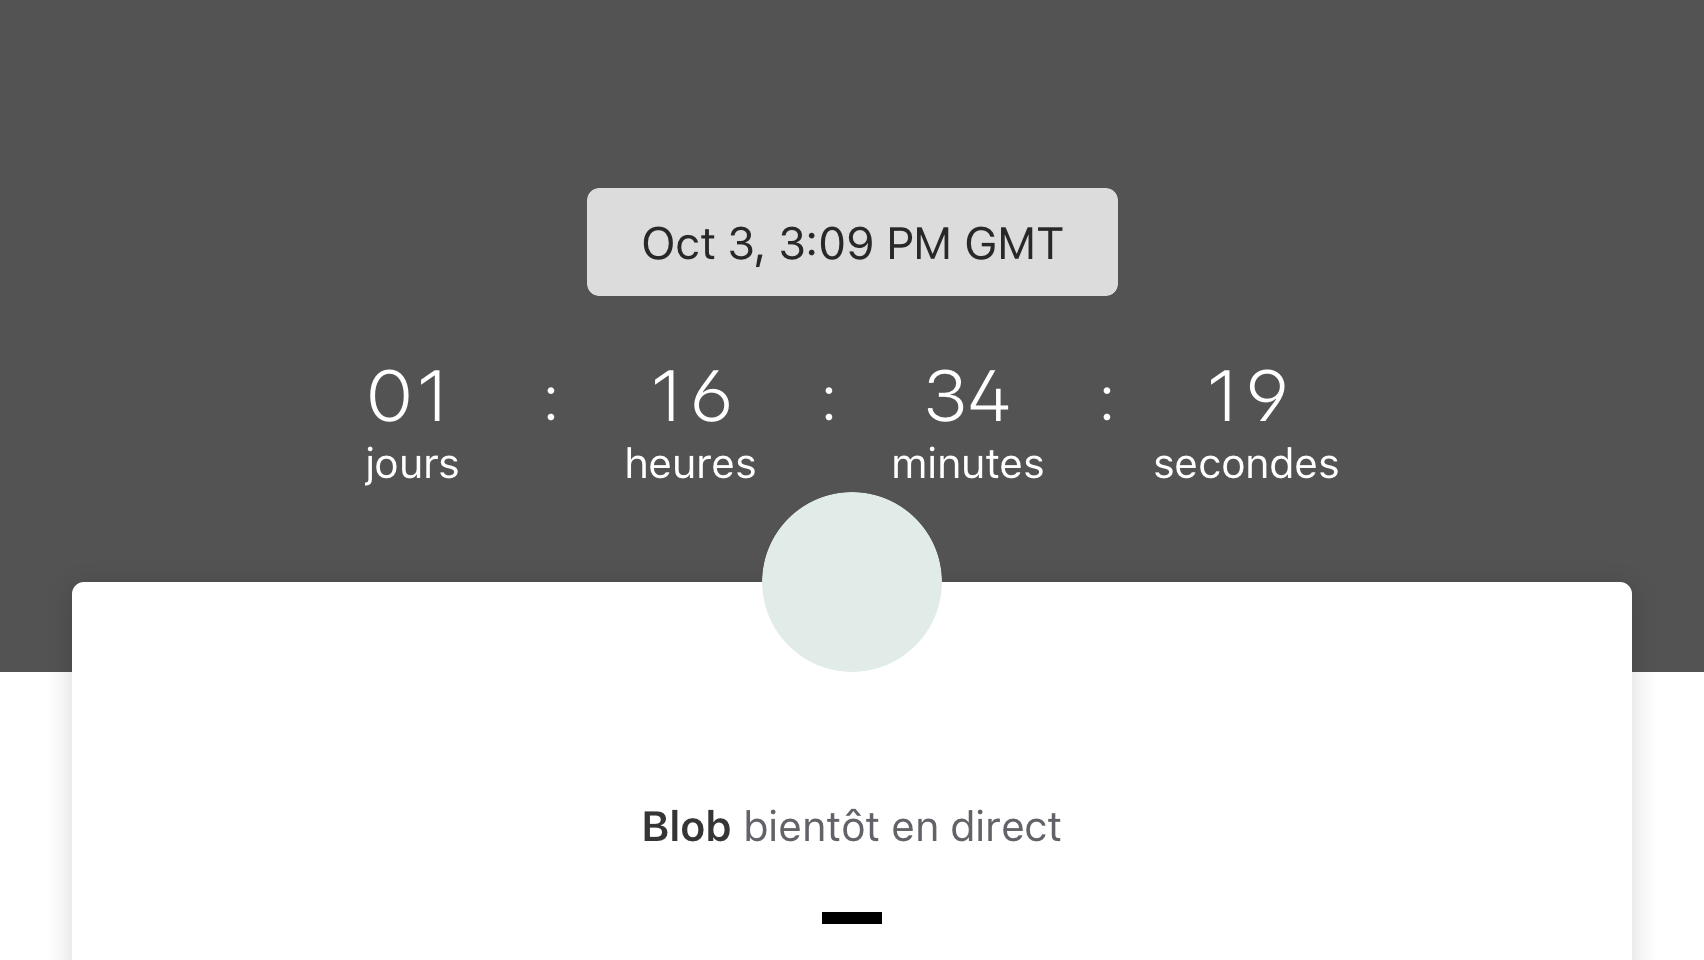 Oct 3, 3:09 PM GMT
01 : 16 : 34 : 19
jours heures minutes secondes
Blob bientôt en direct